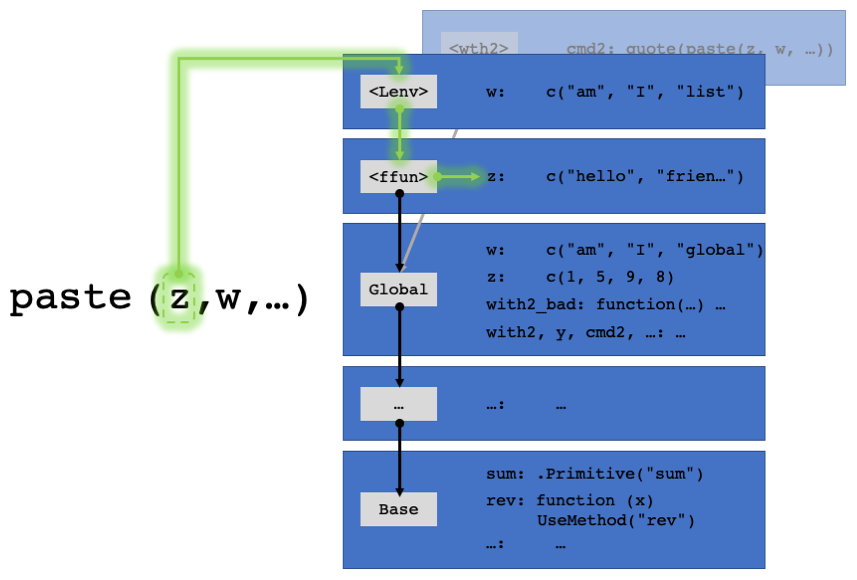 <wth2> cmd2: quote(paste(z, w, …))
<Lenv> w: c("am", "I", "list")
<ffun> z: c("hello", "frien…")
w: c("am", "I", "global")
z: c(1, 5, 9, 8)
Global
with2_bad: function(…) …
with2, y, cmd2, …: …
paste(z,w,…)
… …: …
sum: .Primitive("sum")
rev: function (x)
Base
UseMethod("rev")
…: …